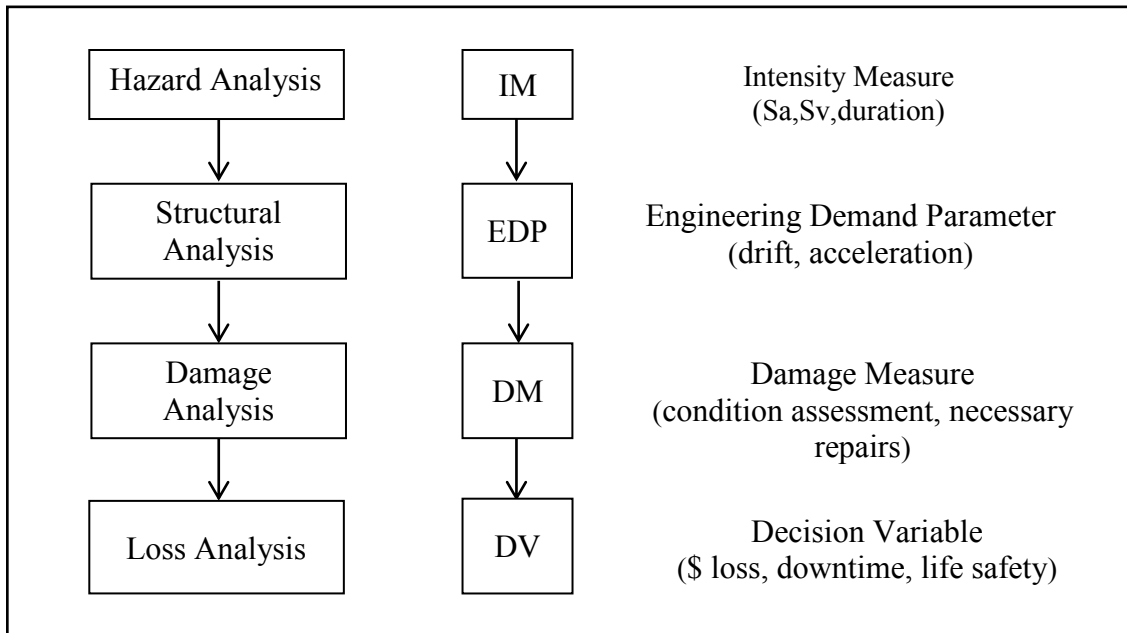 Hazard Analysis
IM
Intensity Measure
(Sa,Sv,duration)
Structural
Analysis
EDP
Engineering Demand Parameter
(drift, acceleration)
Damage
Analysis
DM
Damage Measure
(condition assessment, necessary
repairs)
Loss Analysis
DV
Decision Variable
($ loss, downtime, life safety)